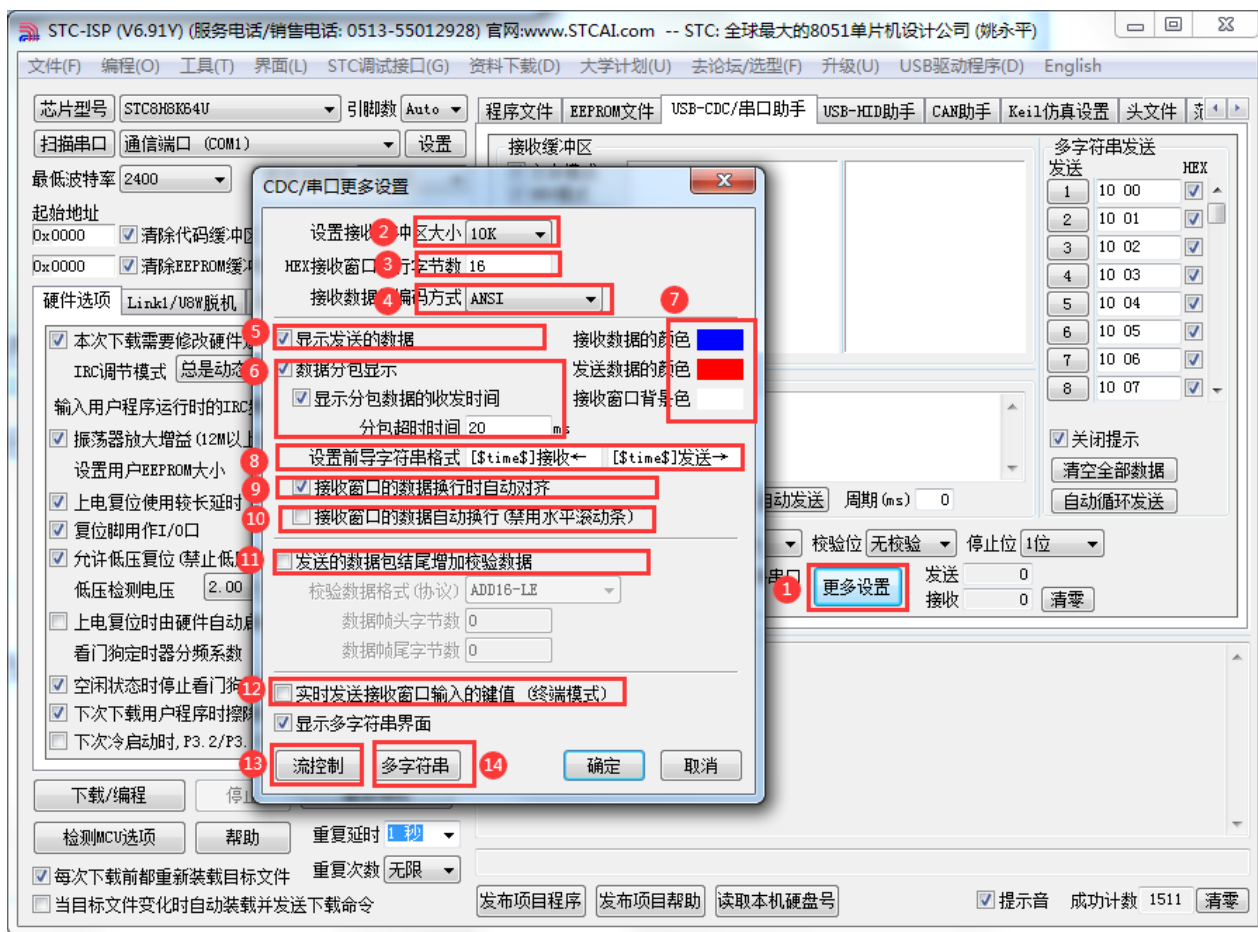 STC-ISP (V6.91Y) (服务电话/销售电话: 0513-55012928) 官网:www.STCAI.com -- STC: 全球最大的8051单片机设计公司 (姚永平)
文件(F) 编程(O) 工具(T) 界面(L) STC调试接口(G) 资料下载(D) 大学计划(U) 去论坛/选型(F) 升级(U) USB驱动程序(D) English
芯片型号 STC8H8K64U 引脚数 Auto
扫描串口 通信端口 (COM1) 设置
最低波特率 2400
起始地址
0x0000 清除代码缓冲区
0x0000 清除EEPROM缓冲
硬件选项 Link1/U8W脱机
本次下载需要修改硬件
IRC调节模式 总是动态
输入用户程序运行时的IRC
振荡器放大增益(12M以上
设置用户EEPROM大小
上电复位使用较长延时
复位脚用作I/O口
允许低压复位(禁止低
低压检测电压 2.00
上电复位时由硬件自动
看门狗定时器分频系数
空闲状态时停止看门狗
下次下载用户程序时擦除
下次冷启动时,P3.2/P3.
下载/编程 停止
检测MCU选项 帮助 重复延时 1 秒
每次下载前都重新装载目标文件 重复次数 无限
当目标文件变化时自动装载并发送下载命令
程序文件 EEPROM文件 USB-CDC/串口助手 USB-HID助手 CAN助手 Keil仿真设置 头文件 范
接收缓冲区
多字符串发送
发送 HEX
1 10 00
2 10 01
3 10 02
4 10 03
5 10 04
6 10 05
7 10 06
8 10 07
关闭提示
清空全部数据
自动发送 周期(ms) 0 自动循环发送
校验位 无校验 停止位 1位
串口 1 更多设置 发送 0
接收 0 清零
CDC/串口更多设置
设置接收 2 冲区大小 10K
HEX接收窗口 3 行字节数 16
接收数据 4 编码方式 ANSI
7
5 显示发送的数据 接收数据的颜色
6 数据分包显示 发送数据的颜色
显示分包数据的收发时间 接收窗口背景色
分包超时时间 20 ms
8 设置前导字符串格式 [$time$]接收← [$time$]发送→
9 接收窗口的数据换行时自动对齐
10 接收窗口的数据自动换行(禁用水平滚动条)
11 发送的数据包结尾增加校验数据
校验数据格式(协议) ADD16-LE
数据帧头字节数 0
数据帧尾字节数 0
12 实时发送接收窗口输入的键值 (终端模式)
显示多字符串界面
13 流控制 多字符串 14 确定 取消
发布项目程序 发布项目帮助 读取本机硬盘号 提示音 成功计数 1511 清零